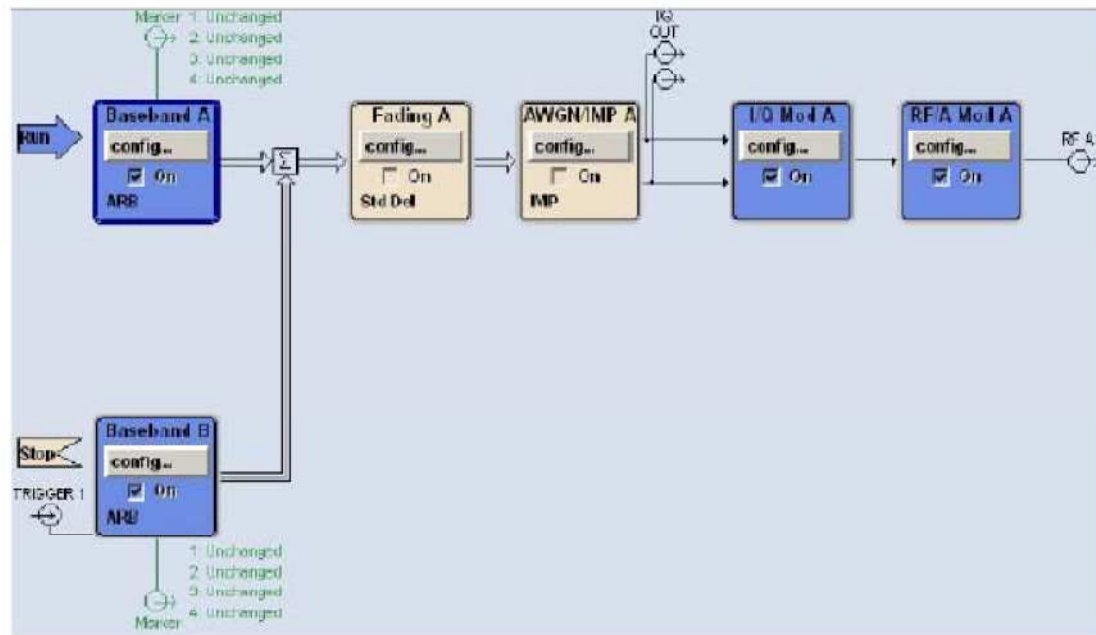 Marker 1: Unchanged
2: Unchanged
3: Unchanged
4: Unchanged
I/Q
OUT
Run
Baseband A
config...
On
ARB
Σ
Fading A
config...
On
Std Del
AWGN/IMP A
config...
On
IMP
I/Q Mod A
config...
On
RF/A Mod A
config...
On
RF A
Stop
TRIGGER 1
Baseband B
config...
On
ARB
1: Unchanged
2: Unchanged
3: Unchanged
4: Unchanged
Marker